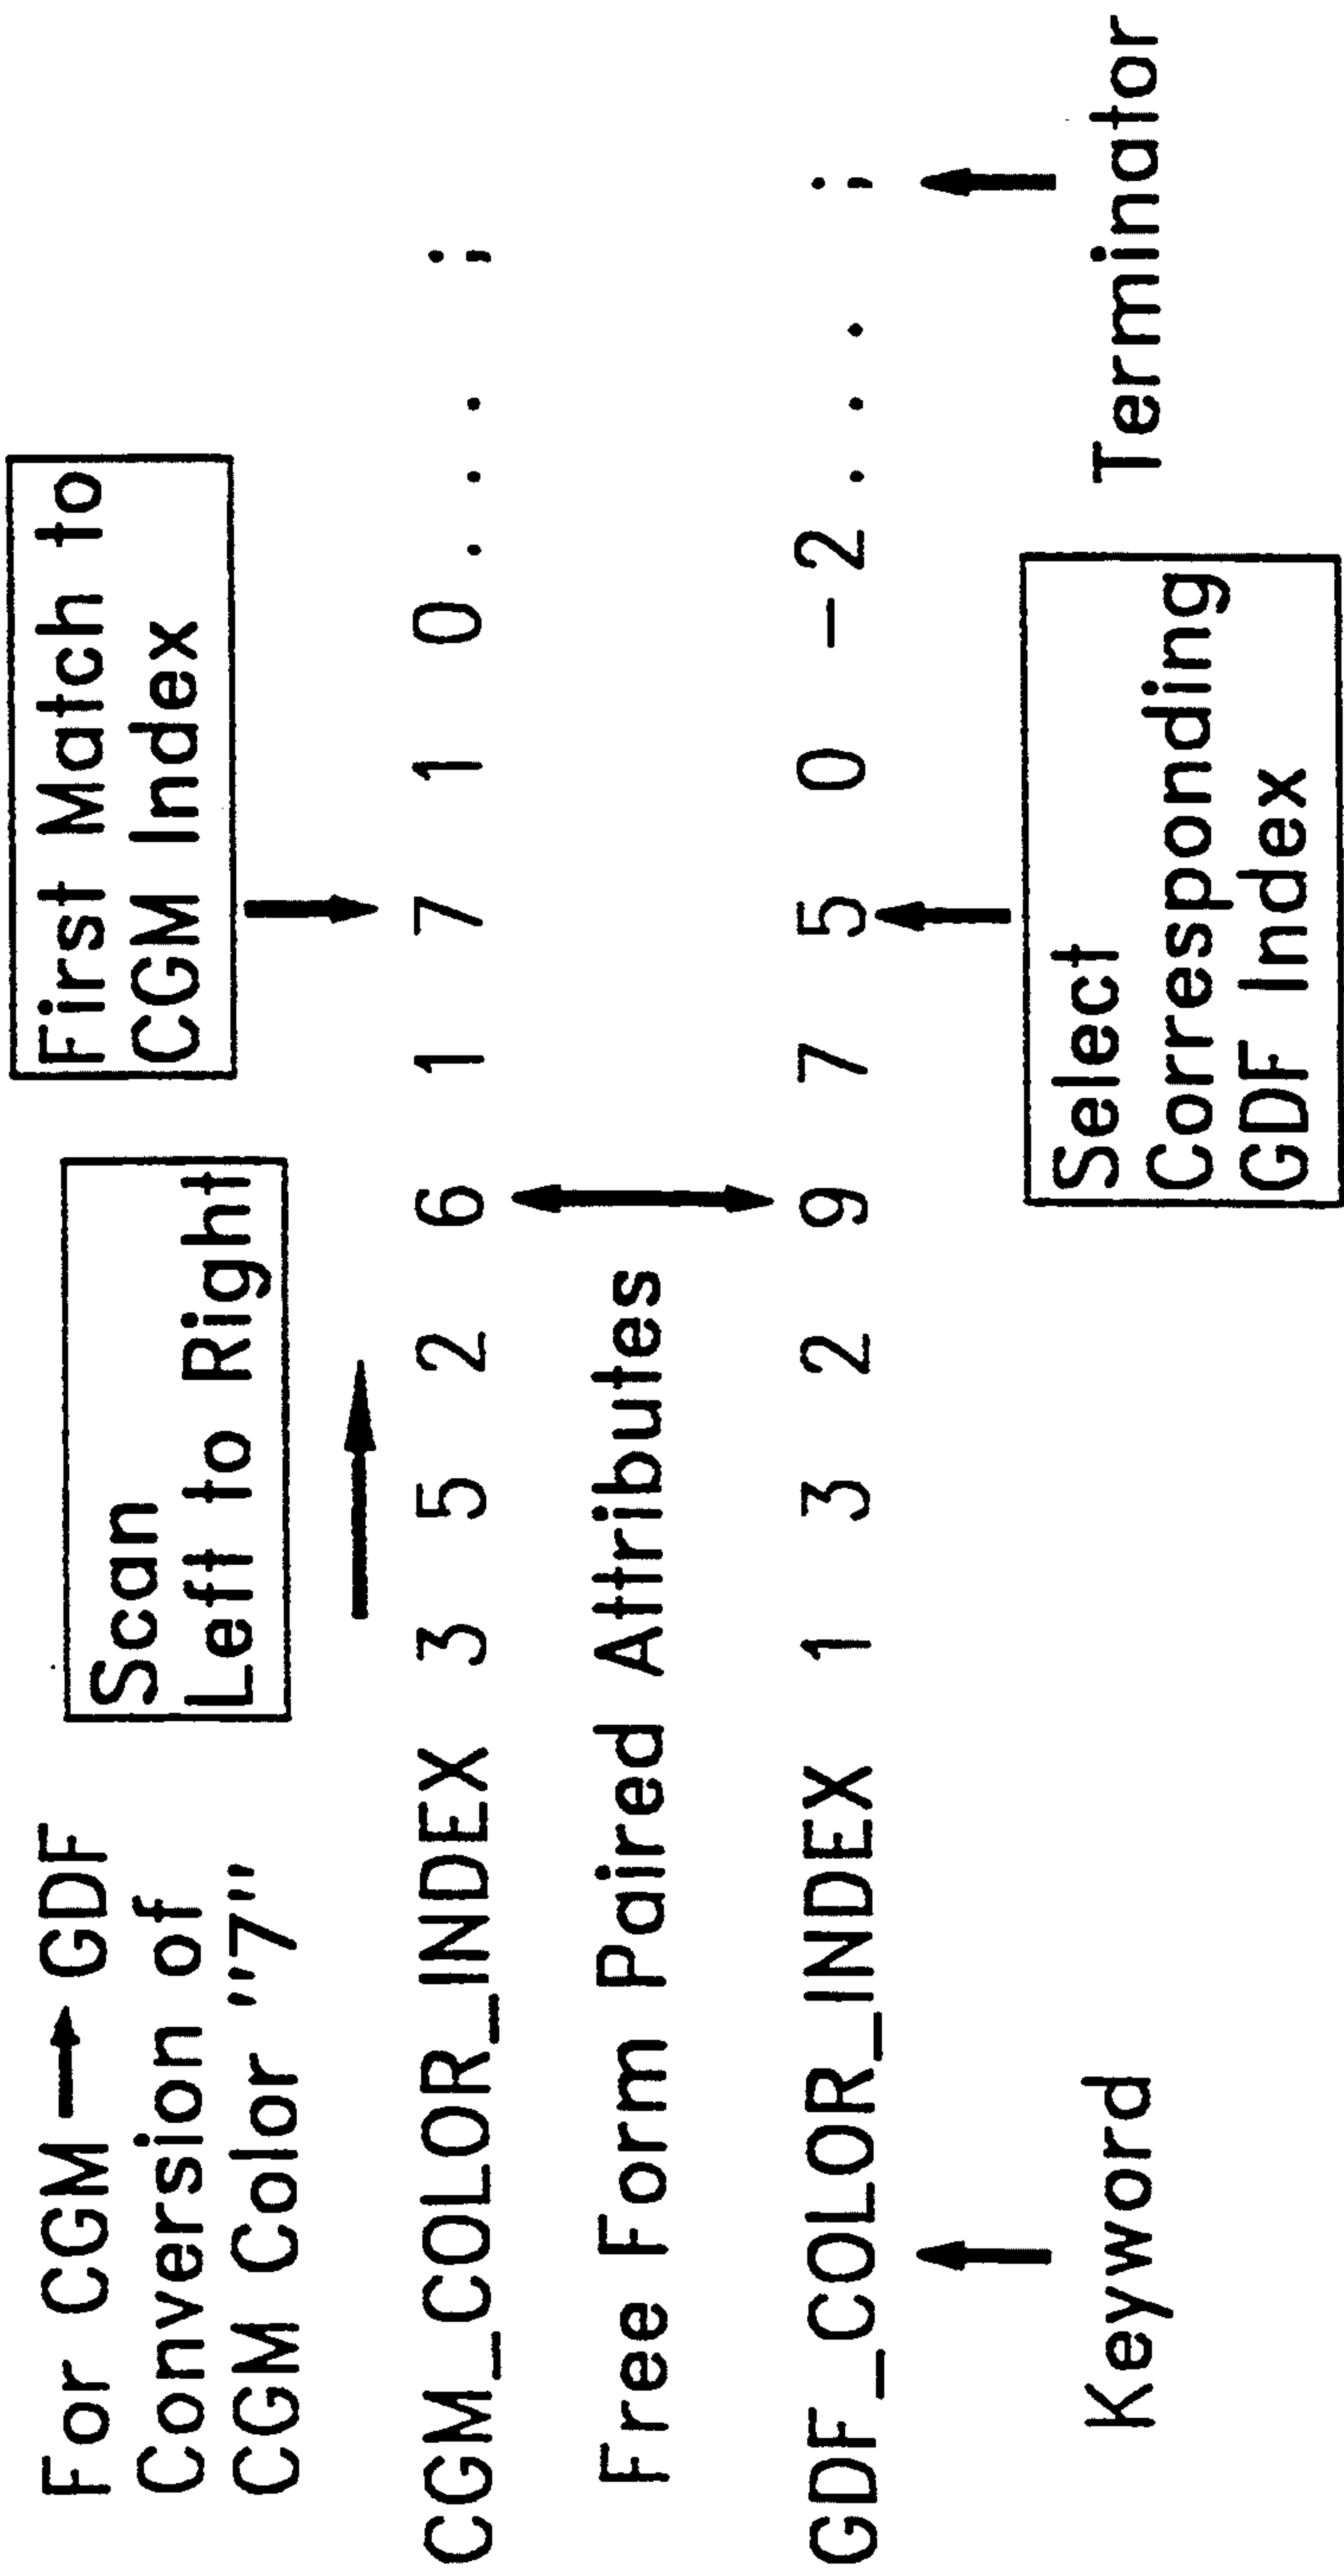 For CGM → GDF
Conversion of
CGM Color "7"
Scan
Left to Right
First Match to
CGM Index
CGM_COLOR_INDEX 3 5 2 6 1 7 1 0 . . . ;
Free Form Paired Attributes
GDF_COLOR_INDEX 1 3 2 9 7 5 0 -2 . . . ;
Keyword
Select
Corresponding
GDF Index
Terminator